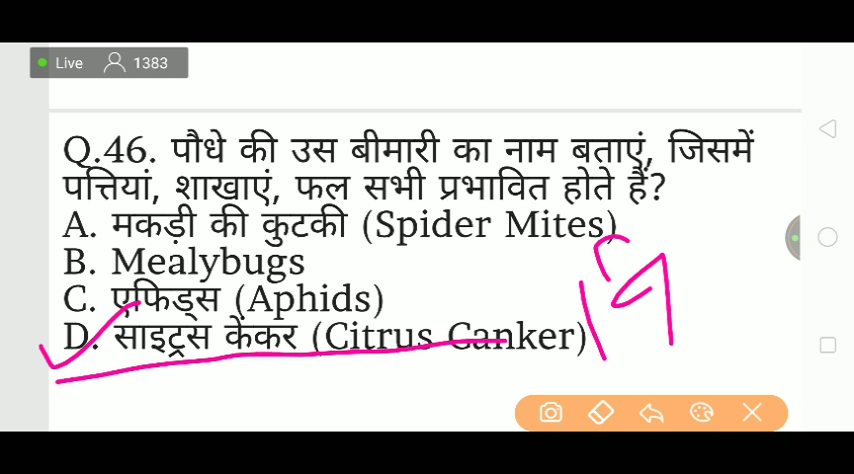 Live 1383
Q.46. पौधे की उस बीमारी का नाम बताएं, जिसमें
पत्तियां, शाखाएं, फल सभी प्रभावित होते हैं?
A. मकड़ी की कुटकी (Spider Mites)
B. Mealybugs
C. एफिड्स (Aphids)
D. साइट्रस केंकर (Citrus Canker)